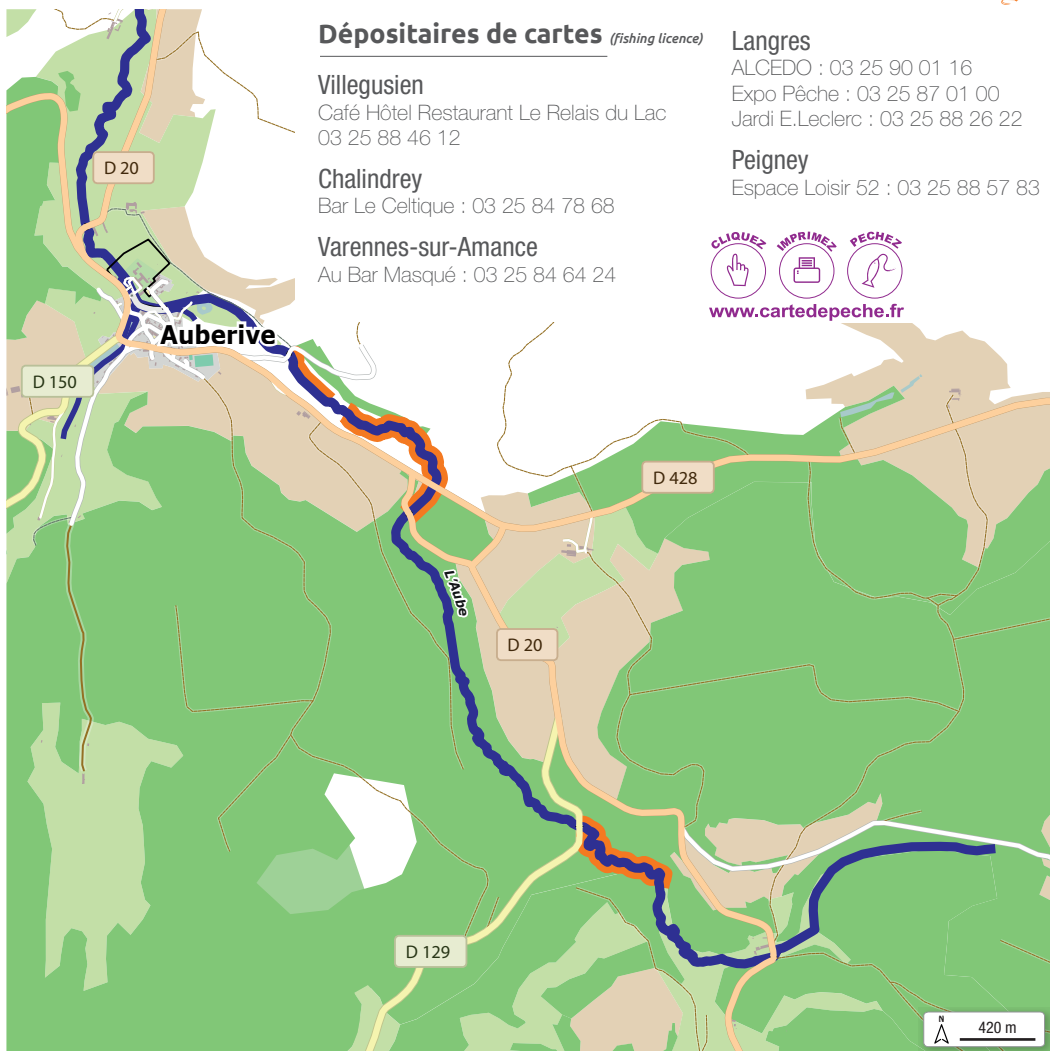 Dépositaires de cartes (fishing licence)
Villegusien
Café Hôtel Restaurant Le Relais du Lac
03 25 88 46 12
Chalindrey
Bar Le Celtique : 03 25 84 78 68
Varennes-sur-Amance
Au Bar Masqué : 03 25 84 64 24
Langres
ALCEDO : 03 25 90 01 16
Expo Pêche : 03 25 87 01 00
Jardi E.Leclerc : 03 25 88 26 22
Peigney
Espace Loisir 52 : 03 25 88 57 83
CLIQUEZ IMPRIMEZ PECHEZ
www.cartedepeche.fr
D 20
Auberive
D 150
D 428
L'Aube
D 20
D 129
N
420 m